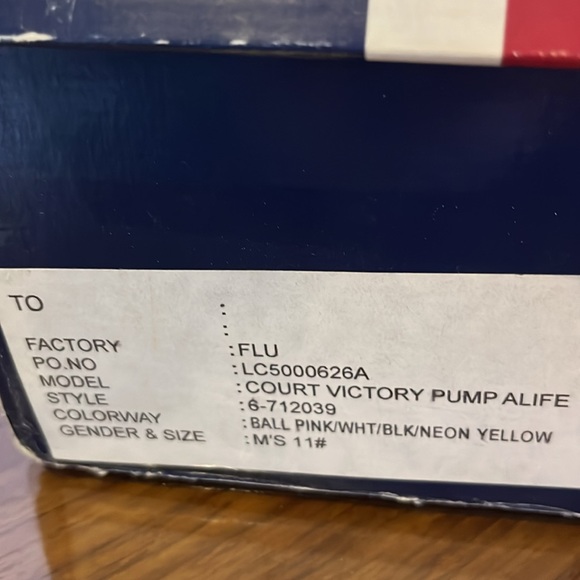 TO :
:
FACTORY :FLU
PO.NO :LC5000626A
MODEL :COURT VICTORY PUMP ALIFE
STYLE :6-712039
COLORWAY :BALL PINK/WHT/BLK/NEON YELLOW
GENDER & SIZE :M'S 11#